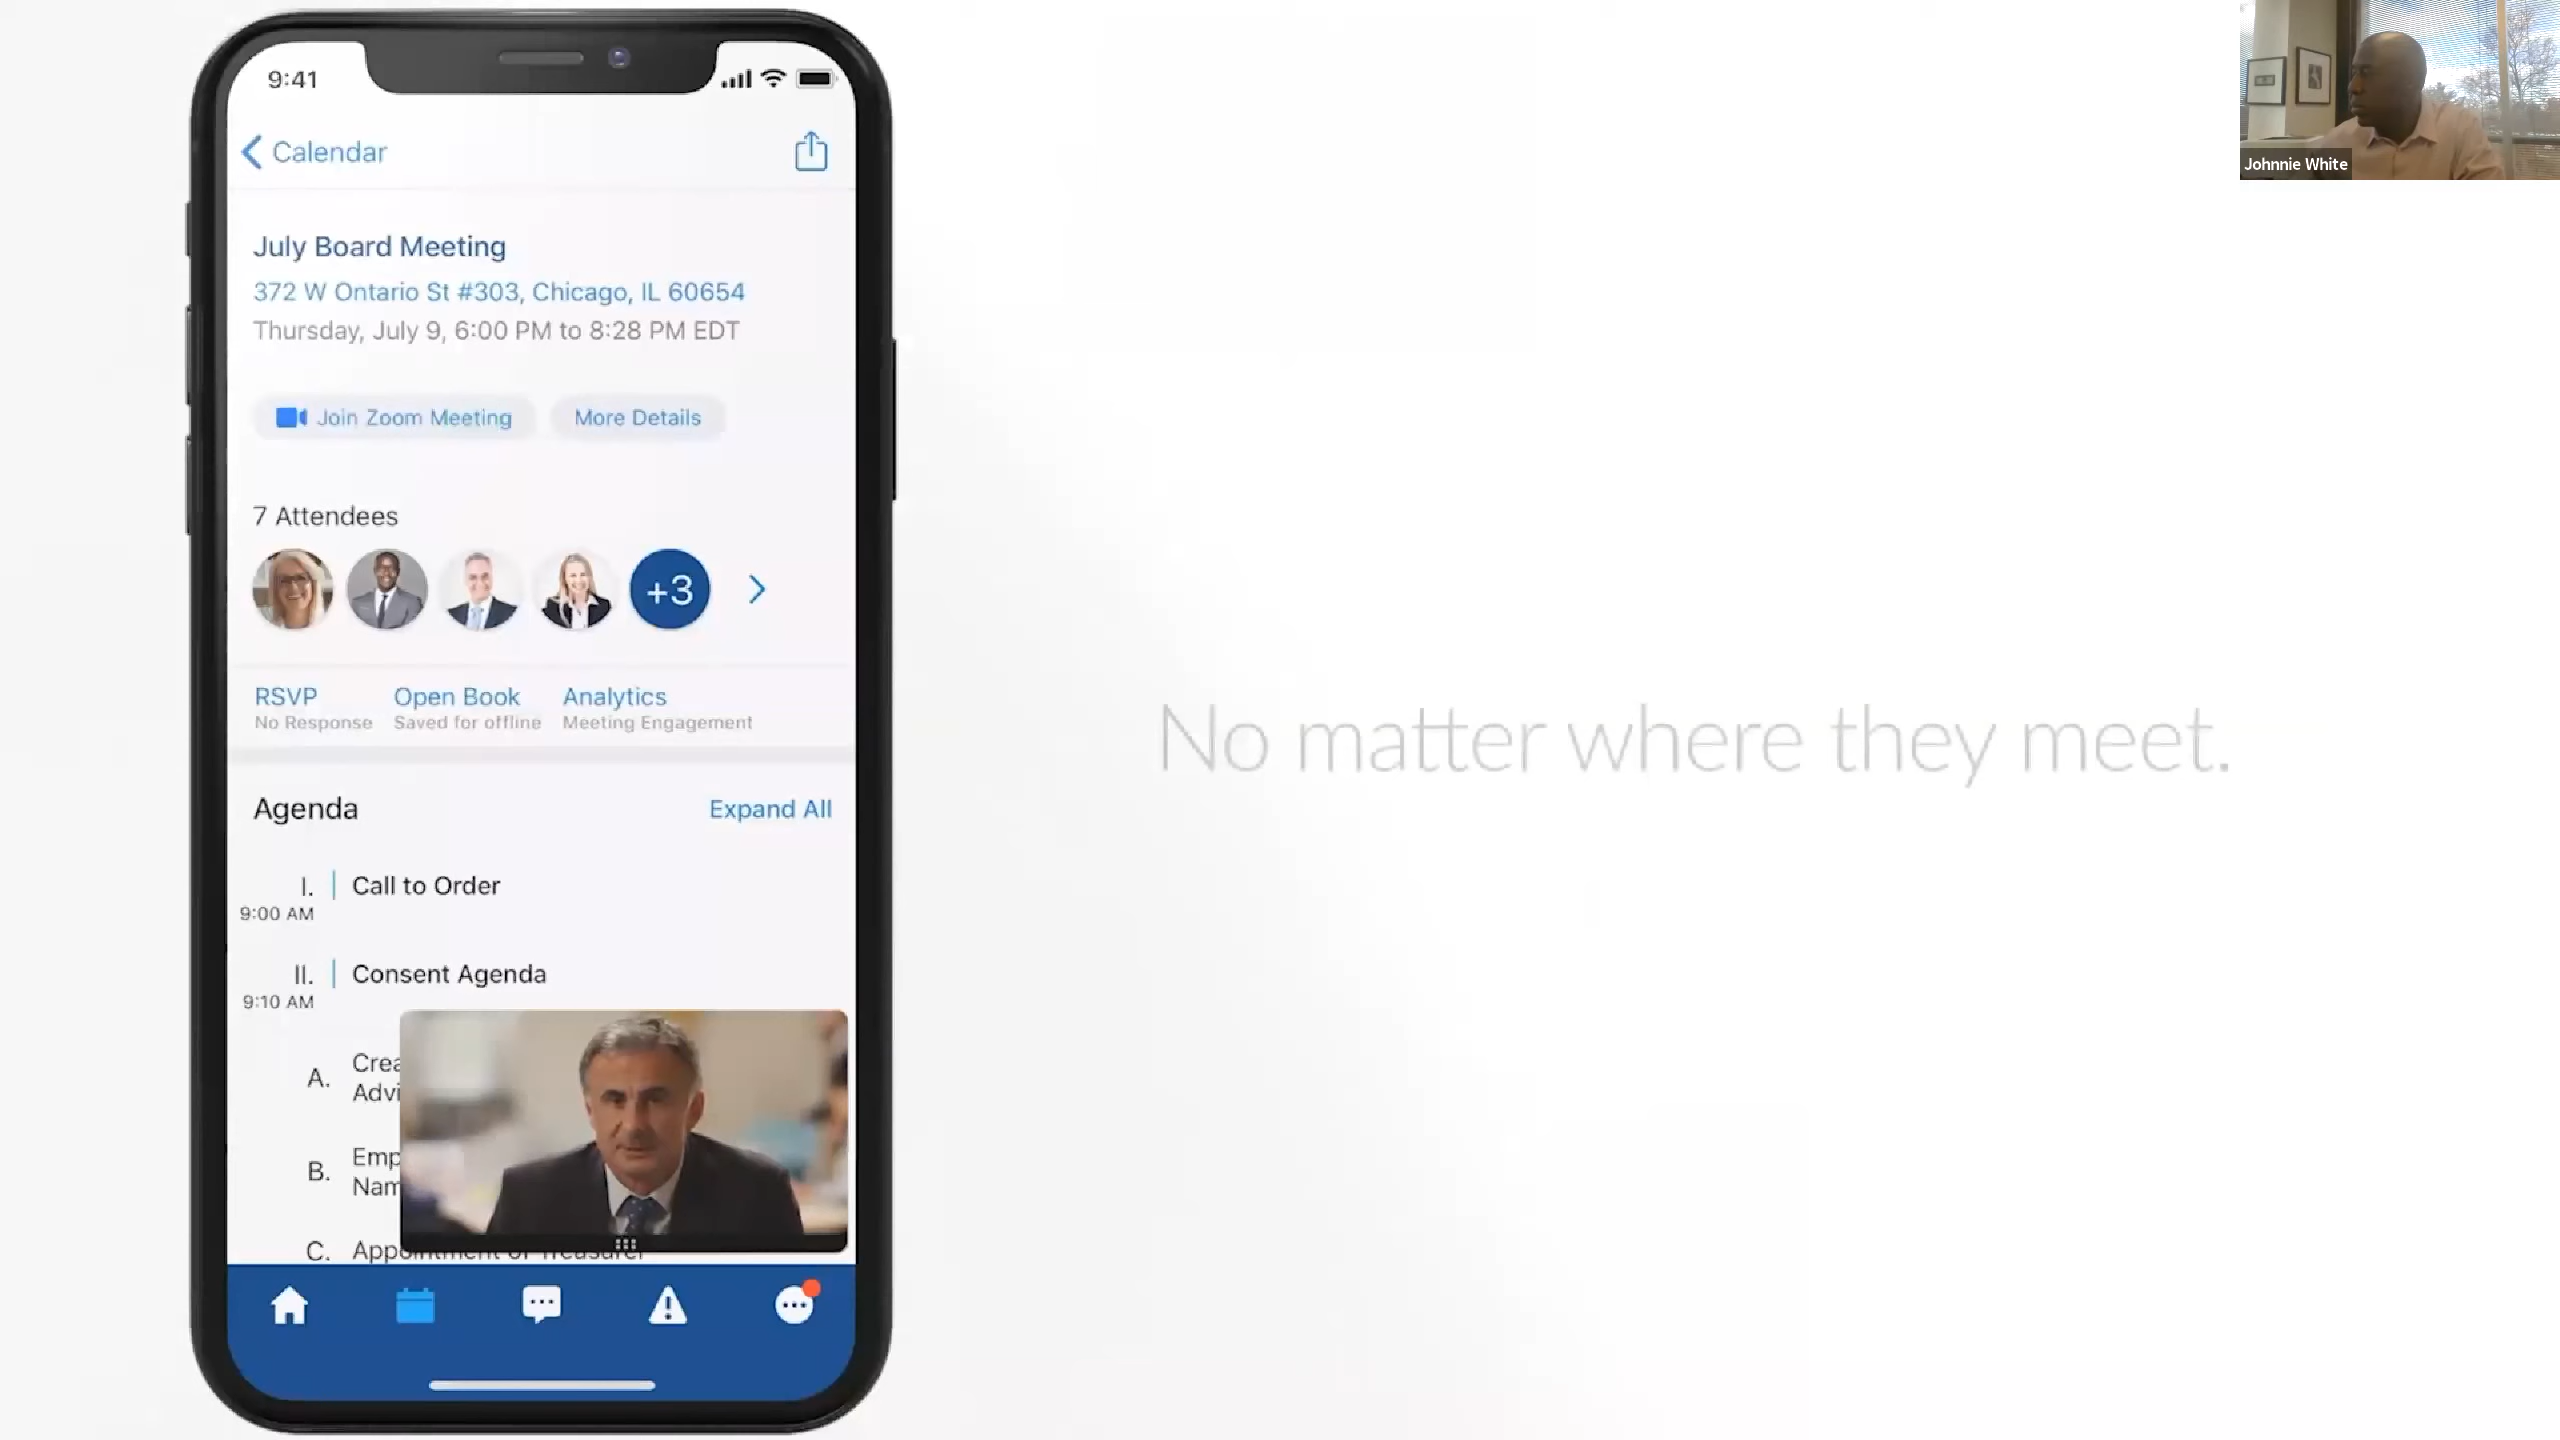 9:41
Calendar
July Board Meeting
372 W Ontario St #303, Chicago, IL 60654
Thursday, July 9, 6:00 PM to 8:28 PM EDT
Join Zoom Meeting
More Details
7 Attendees
+3
RSVP
No Response
Open Book
Saved for offline
Analytics
Meeting Engagement
Agenda
Expand All
I. Call to Order
9:00 AM
II. Consent Agenda
9:10 AM
A.
B.
C. Appointment of Treasurer
No matter where they meet.
Johnnie White